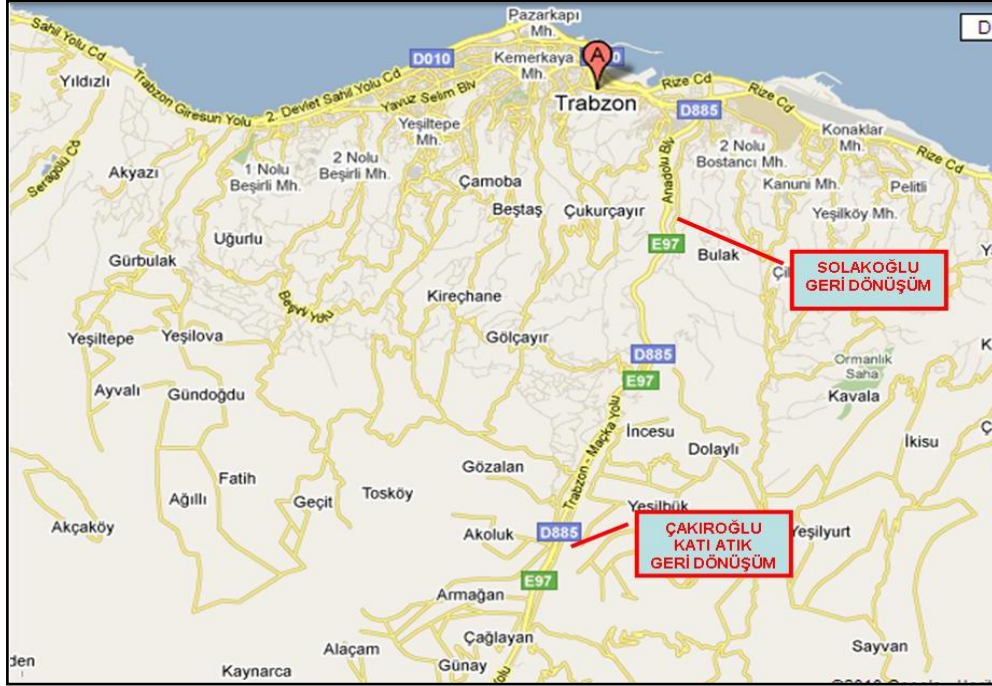 Pazarkapı
Mh.
D
Sahil Yolu Cd
D010
Kemerkaya
Mh.
A
Yıldızlı
Trabzon Giresun Yolu
2. Devlet Sahil Yolu Cd
Yavuz Selim Blv
Trabzon
Rize Cd
Rize Cd
D885
Yeşiltepe
Mh.
Konaklar
Mh.
Rize Cd
Seragölü Cd
Akyazı
1 Nolu
Beşirli Mh.
2 Nolu
Beşirli Mh.
Anadolu Blv
2 Nolu
Bostancı Mh.
Çamoba
Kanuni Mh.
Pelitli
Beştaş
Çukurçayır
Yeşilköy Mh.
Uğurlu
E97
Bulak
Gürbulak
SOLAKOĞLU
GERİ DÖNÜŞÜM
Kireçhane
Yeşiltepe
Yeşilova
Gölçayır
D885
Ormanlık
Saha
E97
Ayvalı
Gündoğdu
Kavala
Trabzon - Maçka Yolu
İncesu
Dolaylı
İkisu
Gözalan
Fatih
Ağıllı
Geçit
Tosköy
Yeşilbük
Akçaköy
Akoluk
D885
ÇAKIROĞLU
KATI ATIK
GERİ DÖNÜŞÜM
Yeşilyurt
E97
Armağan
Çağlayan
Alaçam
Sayvan
Günay
Kaynarca
den
Yolu